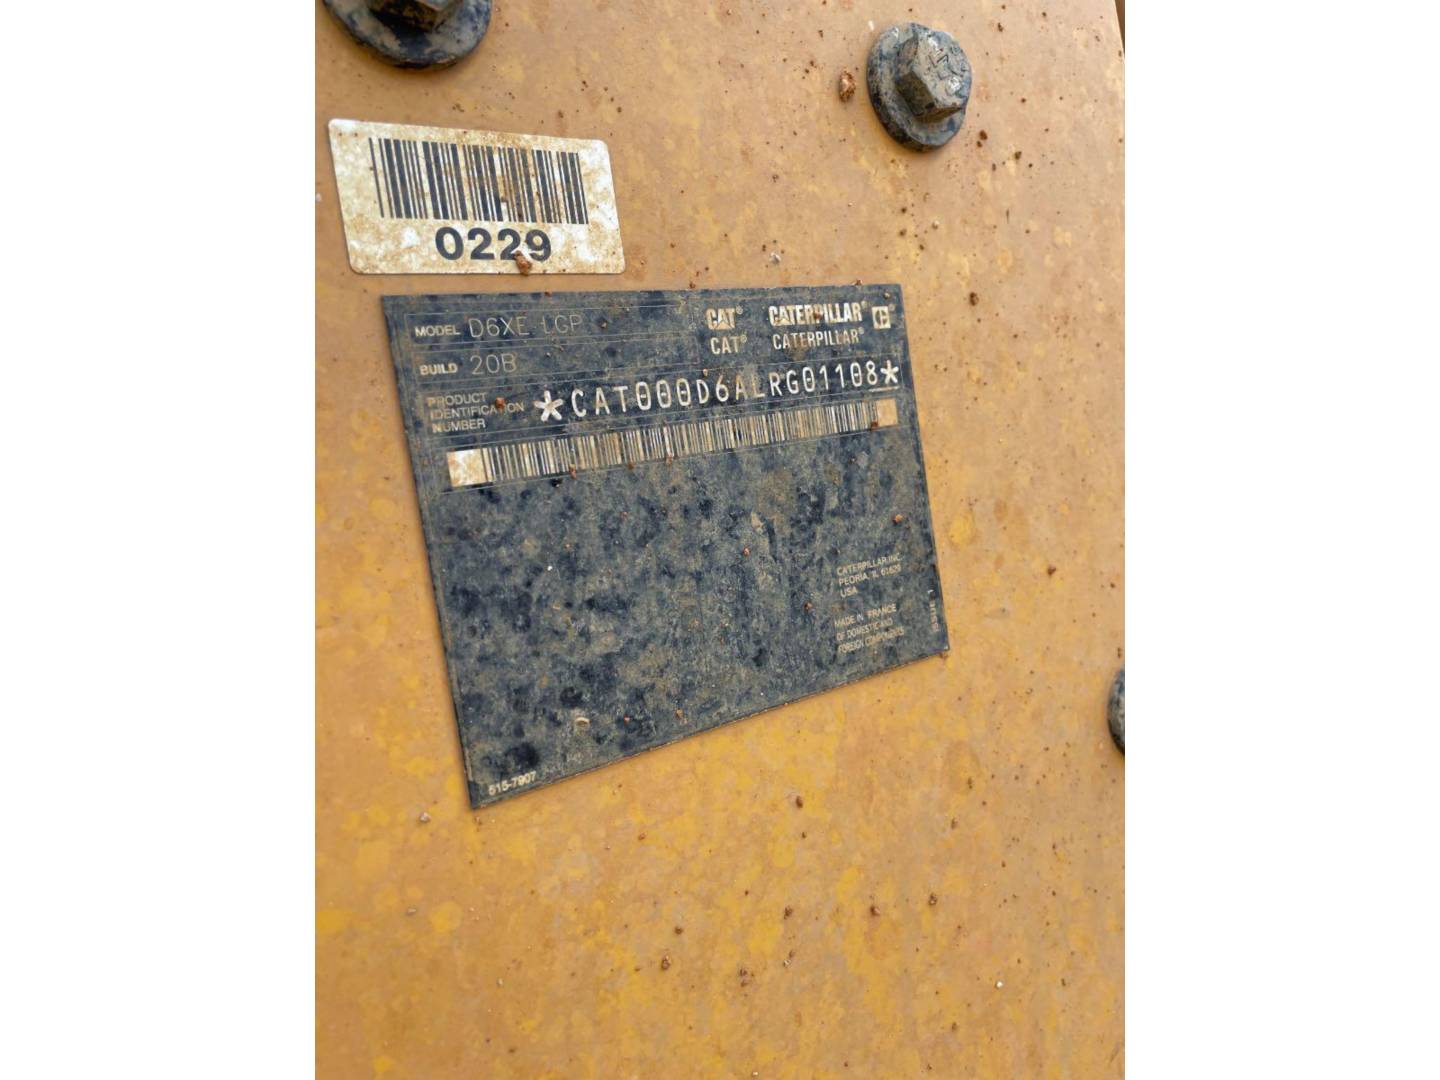 0229
MODEL D6XE LGP
BUILD 20B
CAT® CATERPILLAR®
CAT® CATERPILLAR®
PRODUCT
IDENTIFICATION
NUMBER
*CAT000D6ALRG01108*
CATERPILLAR INC.
PEORIA, IL 61629
USA
MADE IN FRANCE
OF DOMESTIC AND
FOREIGN COMPONENTS
515-7907